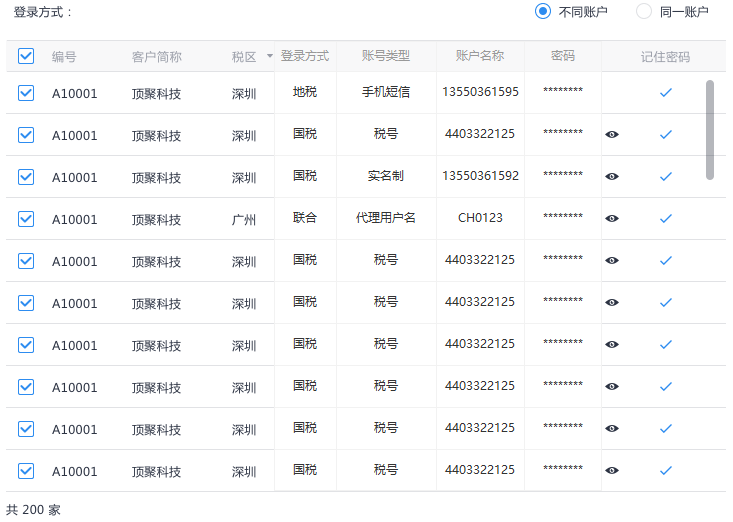 登录方式： 不同账户 同一账户
编号 客户简称 税区 登录方式 账号类型 账户名称 密码 记住密码
A10001 顶聚科技 深圳 地税 手机短信 13550361595 ********
A10001 顶聚科技 深圳 国税 税号 4403322125 ********
A10001 顶聚科技 深圳 国税 实名制 13550361592 ********
A10001 顶聚科技 广州 联合 代理用户名 CH0123 ********
A10001 顶聚科技 深圳 国税 税号 4403322125 ********
A10001 顶聚科技 深圳 国税 税号 4403322125 ********
A10001 顶聚科技 深圳 国税 税号 4403322125 ********
A10001 顶聚科技 深圳 国税 税号 4403322125 ********
A10001 顶聚科技 深圳 国税 税号 4403322125 ********
A10001 顶聚科技 深圳 国税 税号 4403322125 ********
共 200 家